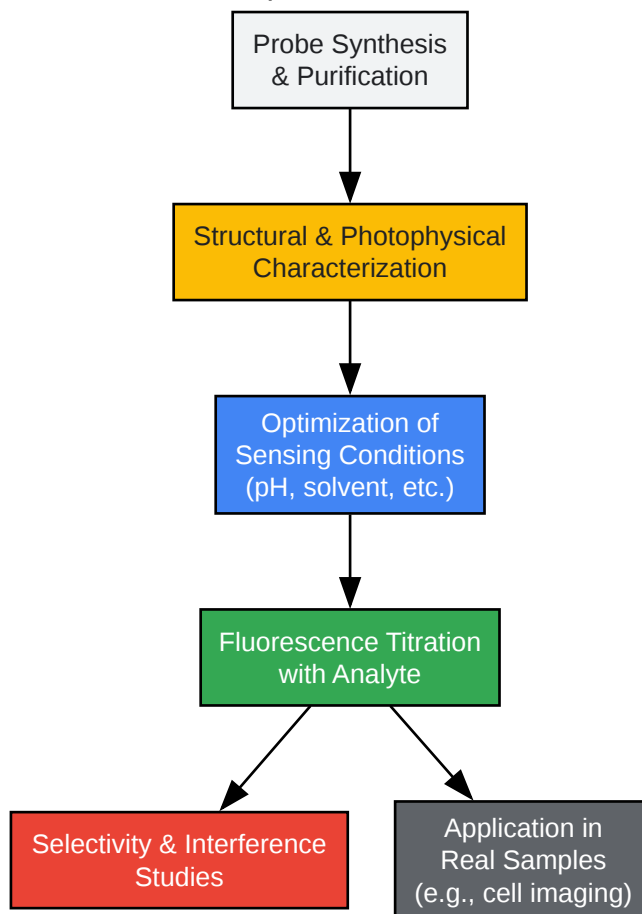 Probe Synthesis
& Purification
Structural & Photophysical
Characterization
Optimization of
Sensing Conditions
(pH, solvent, etc.)
Fluorescence Titration
with Analyte
Selectivity & Interference
Studies
Application in
Real Samples
(e.g., cell imaging)